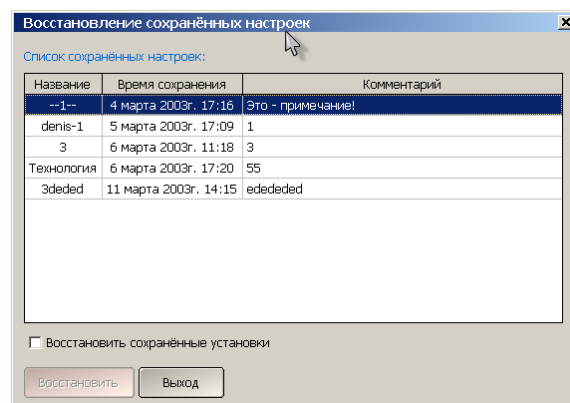 Восстановление сохранённых настроек
Список сохранённых настроек:
Название Время сохранения Комментарий
--1-- 4 марта 2003г. 17:16 Это - примечание!
denis-1 5 марта 2003г. 17:09 1
3 6 марта 2003г. 11:18 3
Технология 6 марта 2003г. 17:20 55
3deded 11 марта 2003г. 14:15 edededed
Восстановить сохранённые установки
Восстановить Выход